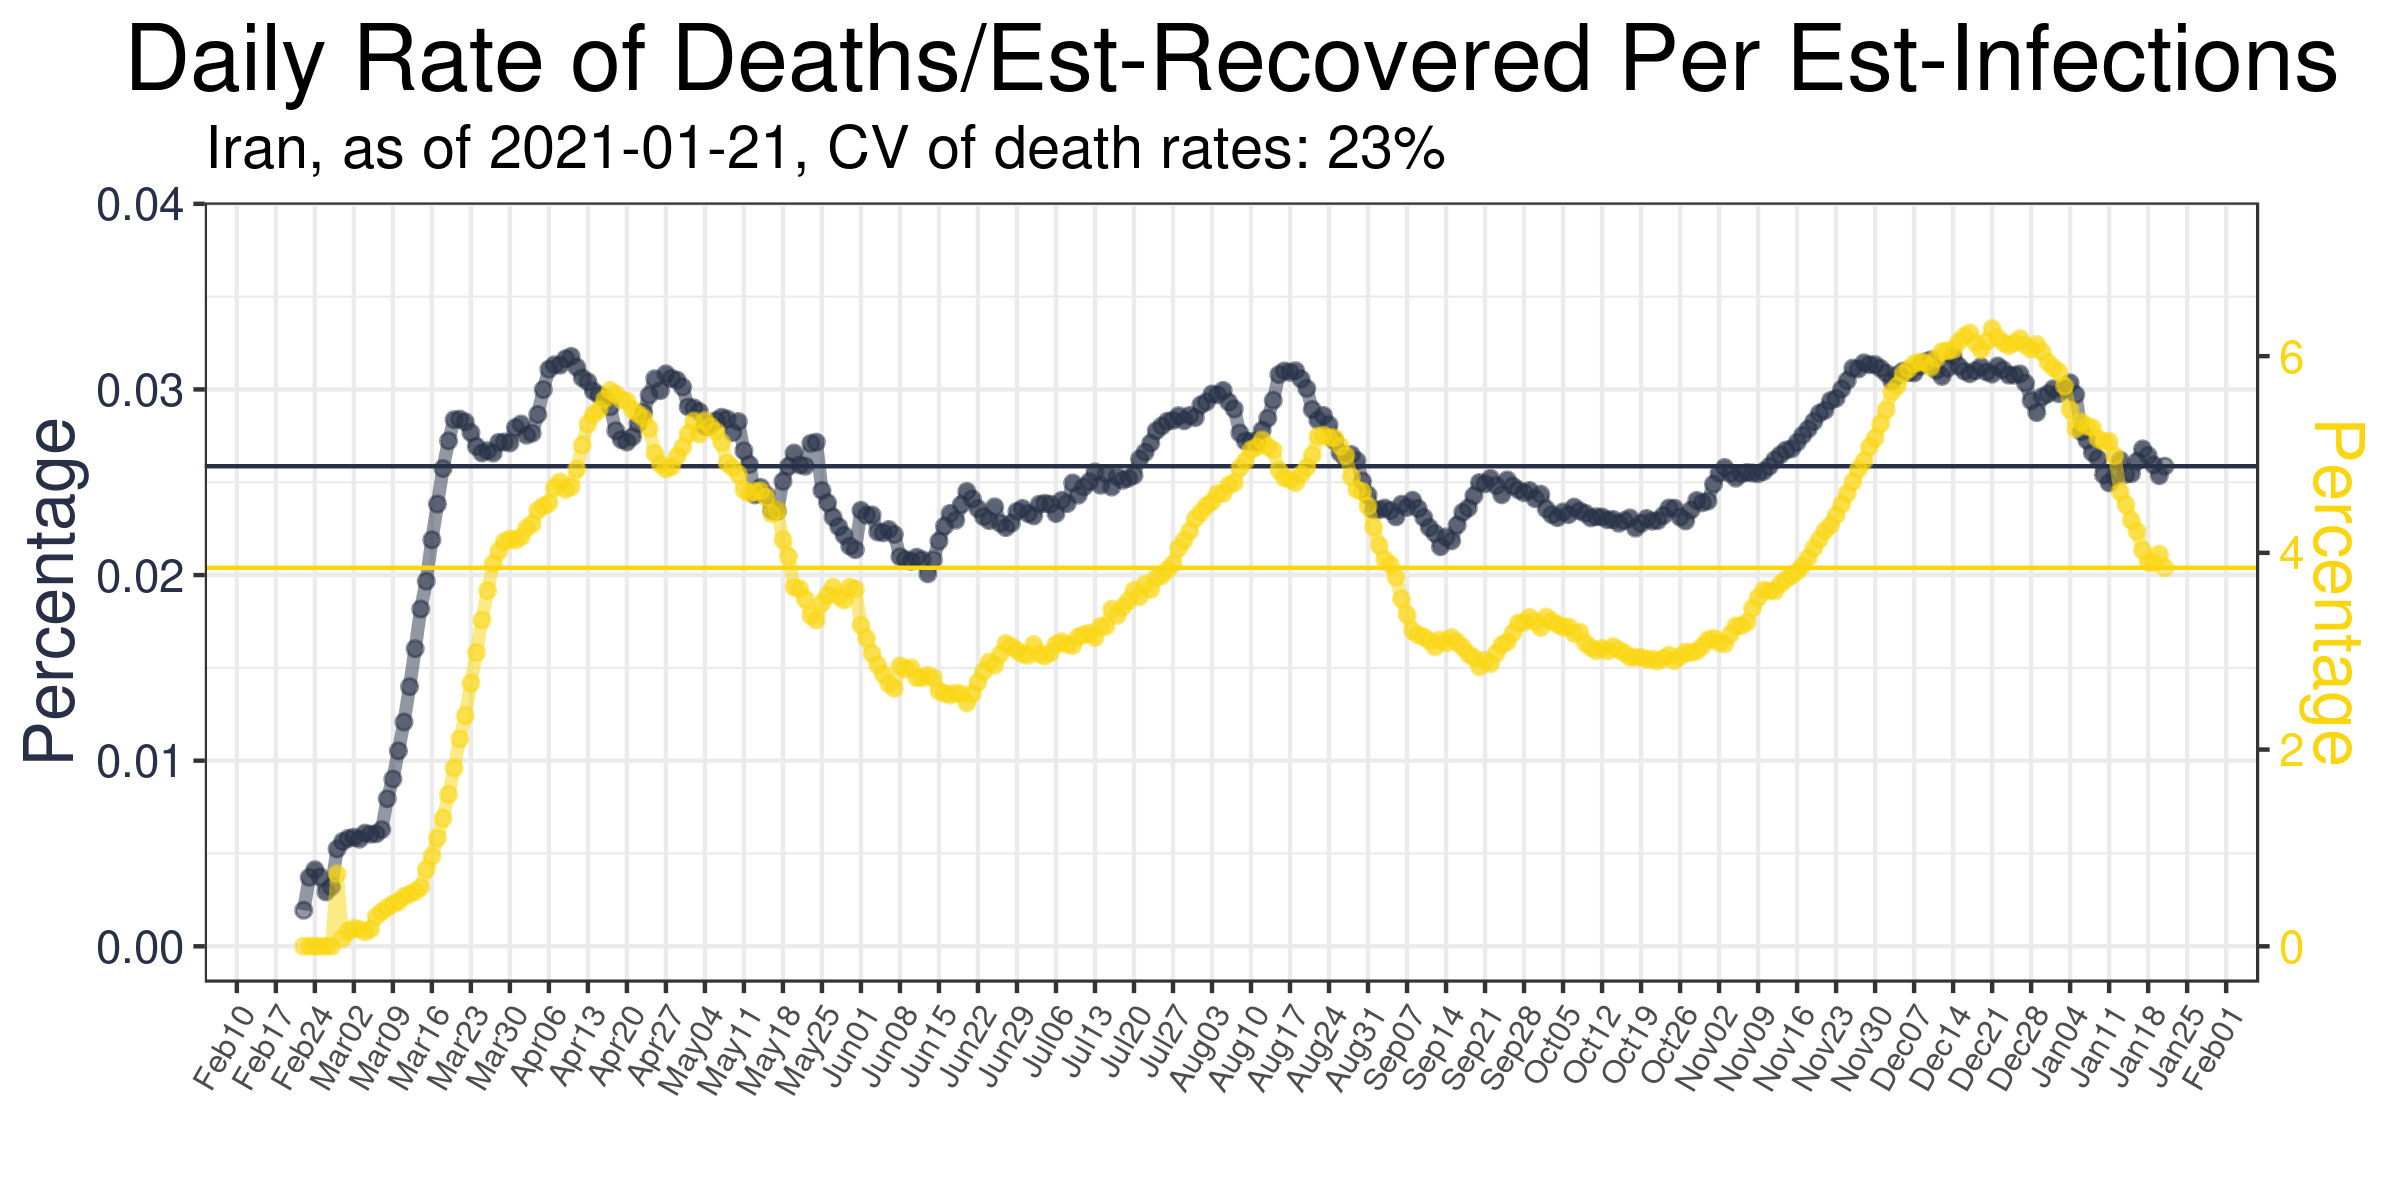 Daily Rate of Deaths/Est-Recovered Per Est-Infections
Iran, as of 2021-01-21, CV of death rates: 23%
Percentage
0.04
0.03
0.02
0.01
0.00
6
4
2
0
Percentage
Feb10 Feb17 Feb24 Mar02 Mar09 Mar16 Mar23 Mar30 Apr06 Apr13 Apr20 Apr27 May04 May11 May18 May25 Jun01 Jun08 Jun15 Jun22 Jun29 Jul06 Jul13 Jul20 Jul27 Aug03 Aug10 Aug17 Aug24 Aug31 Sep07 Sep14 Sep21 Sep28 Oct05 Oct12 Oct19 Oct26 Nov02 Nov09 Nov16 Nov23 Nov30 Dec07 Dec14 Dec21 Dec28 Jan04 Jan11 Jan18 Jan25 Feb01